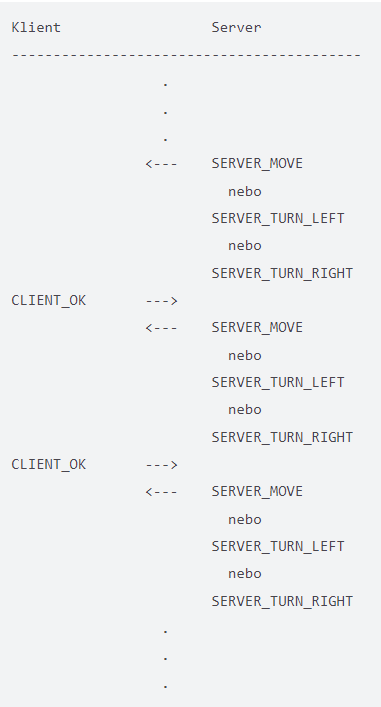 Klient Server
------------------------------------------
.
.
.
<--- SERVER_MOVE
nebo
SERVER_TURN_LEFT
nebo
SERVER_TURN_RIGHT
CLIENT_OK --->
<--- SERVER_MOVE
nebo
SERVER_TURN_LEFT
nebo
SERVER_TURN_RIGHT
CLIENT_OK --->
<--- SERVER_MOVE
nebo
SERVER_TURN_LEFT
nebo
SERVER_TURN_RIGHT
.
.
.